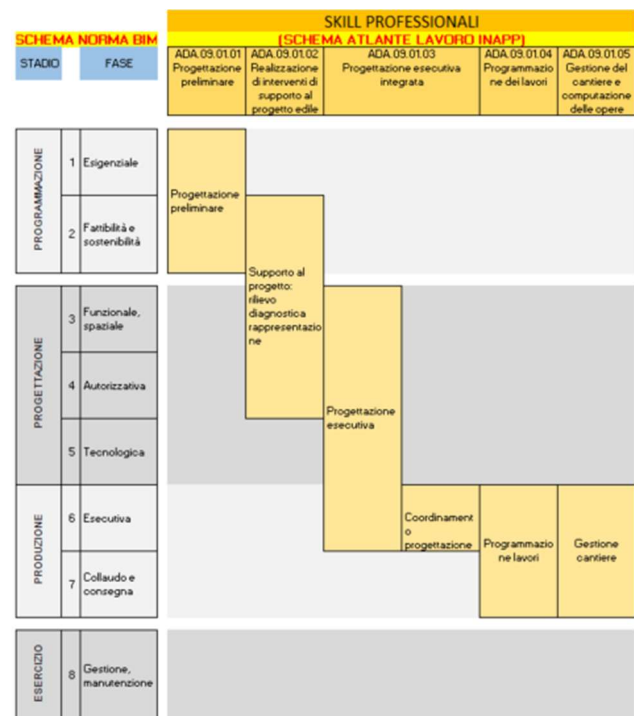 SKILL PROFESSIONALI
SCHEMA NORMA BIM
(SCHEMA ATLANTE LAVORO INAPP)
STADIO
FASE
ADA.09.01.01
Progettazione
preliminare
ADA.09.01.02
Realizzazione
di interventi di
supporto al
progetto edile
ADA.09.01.03
Progettazione esecutiva
integrata
ADA.09.01.04
Programmazio
ne dei lavori
ADA.09.01.05
Gestione del
cantiere e
computazione
delle opere
PROGRAMMAZIONE
1 Esigenziale
2 Fattibilità e
sostenibilità
Progettazione
preliminare
Supporto al
progetto:
rilievo
diagnostica
rappresentazio
ne
PROGETTAZIONE
3 Funzionale,
spaziale
4 Autorizzativa
5 Tecnologica
Progettazione
esecutiva
PRODUZIONE
6 Esecutiva
7 Collaudo e
consegna
Coordinament
o
progettazione
Programmazio
ne lavori
Gestione
cantiere
ESERCIZIO
8 Gestione,
manutenzione